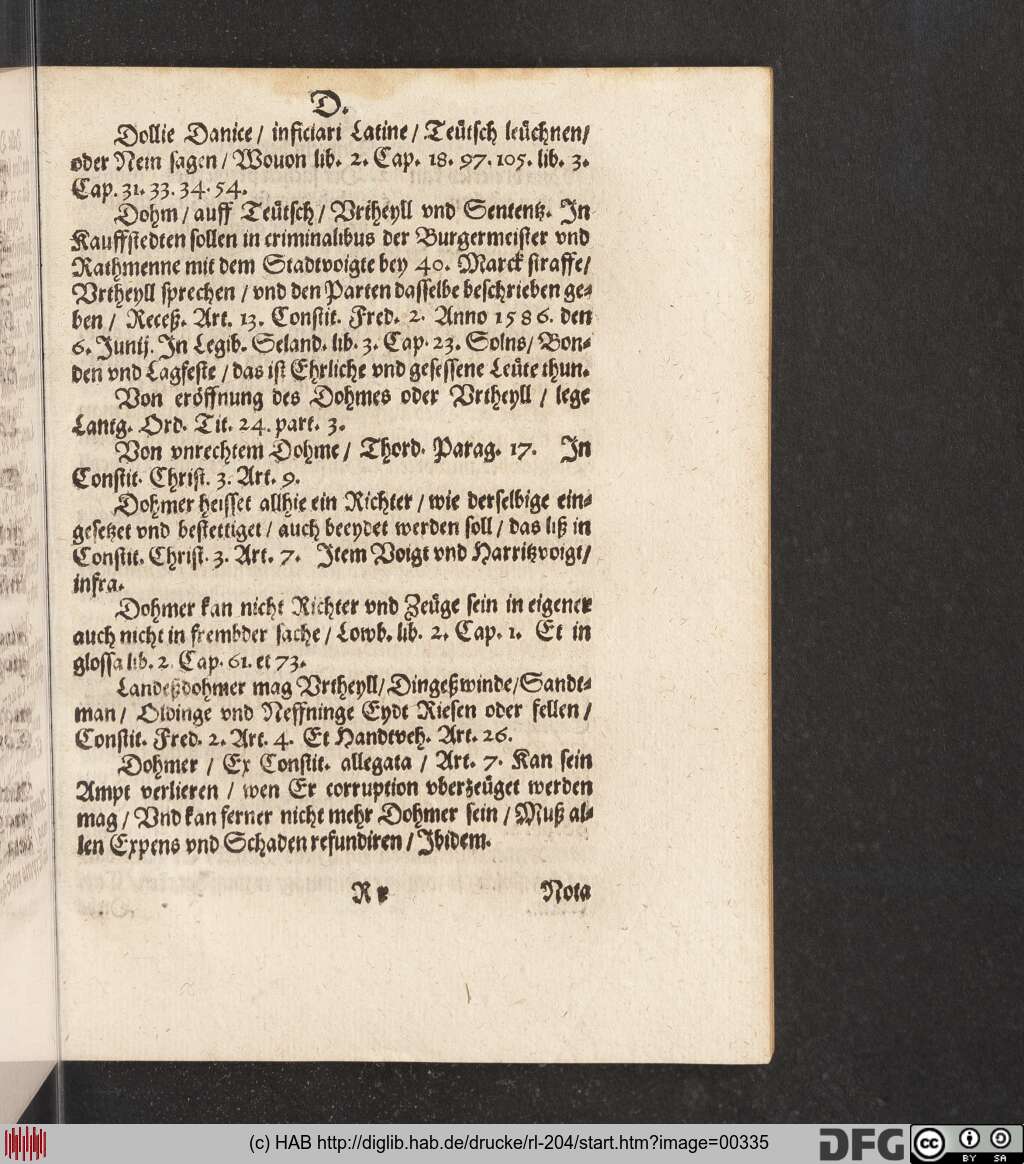 D.
Dollie Danice / inficiari Latine / Teütsch leüchnen/
oder Nein sagen / Wouon lib. 2. Cap. 18. 97. 105. lib. 3.
Cap. 31. 33. 34. 54.
Dohm / auff Teütsch / Vrtheyll vnd Sententz. In
Kauffstedten sollen in criminalibus der Burgermeister vnd
Rathmenne mit dem Stadtvoigte bey 40. Marck straffe/
Vrtheyll sprechen / vnd den Parten dasselbe beschrieben ge-
ben / Receß. Art. 13. Constit. Fred. 2. Anno 1586. den
6. Junij. In Legib. Seland. lib. 3. Cap. 23. Solns / Bon-
den vnd Lagfeste / das ist Ehrliche vnd gesessene Leüte thun.
Von eröffnung des Dohmes oder Vrtheyll / lege
Lantg. Ord. Tit. 24. part. 3.
Von vnrechtem Dohme / Thord. Parag. 17. In
Constit. Christ. 3. Art. 9.
Dohmer heisset allhie ein Richter / wie derselbige ein-
gesetzet vnd bestettiget / auch beeydet werden soll / das liß in
Constit. Christ. 3. Art. 7. Item Voigt vnd Harritzvoigt/
infra.
Dohmer kan nicht Richter vnd Zeüge sein in eigener
auch nicht in frembder sache / Lowb. lib. 2. Cap. 1. Et in
glossa lib. 2. Cap. 61. et 73.
Landeßdohmer mag Vrtheyll / Dingeßwinde / Sandt-
man / Oldinge vnd Neffninge Eydt Riesen oder fellen /
Constit. Fred. 2. Art. 4. Et Handtveh. Art. 26.
Dohmer / Ex Constit. allegata / Art. 7. Kan sein
Ampt verlieren / wen Er corruption vberzeüget werden
mag / Vnd kan ferner nicht mehr Dohmer sein / Muß al-
len Expens vnd Schaden refundiren / Ibidem.
R r Nota
(c) HAB http://diglib.hab.de/drucke/rl-204/start.htm?image=00335
DFG cc BY SA